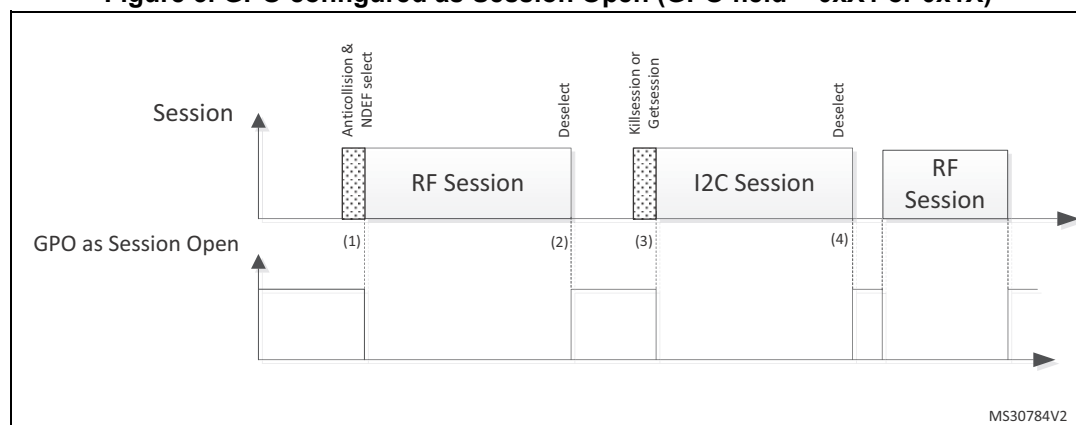 Session
Anticollision &
NDEF select
Deselect
Killsession or
Getsession
Deselect
RF Session
I2C Session
RF
Session
(1)
(2)
(3)
(4)
GPO as Session Open
MS30784V2